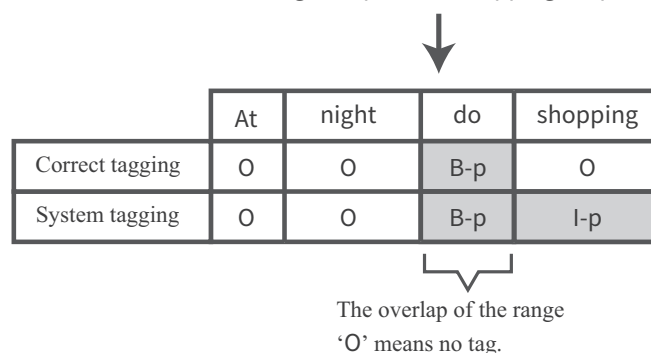 At night do shopping
Correct tagging O O B-p O
System tagging O O B-p I-p
The overlap of the range
‘O’ means no tag.